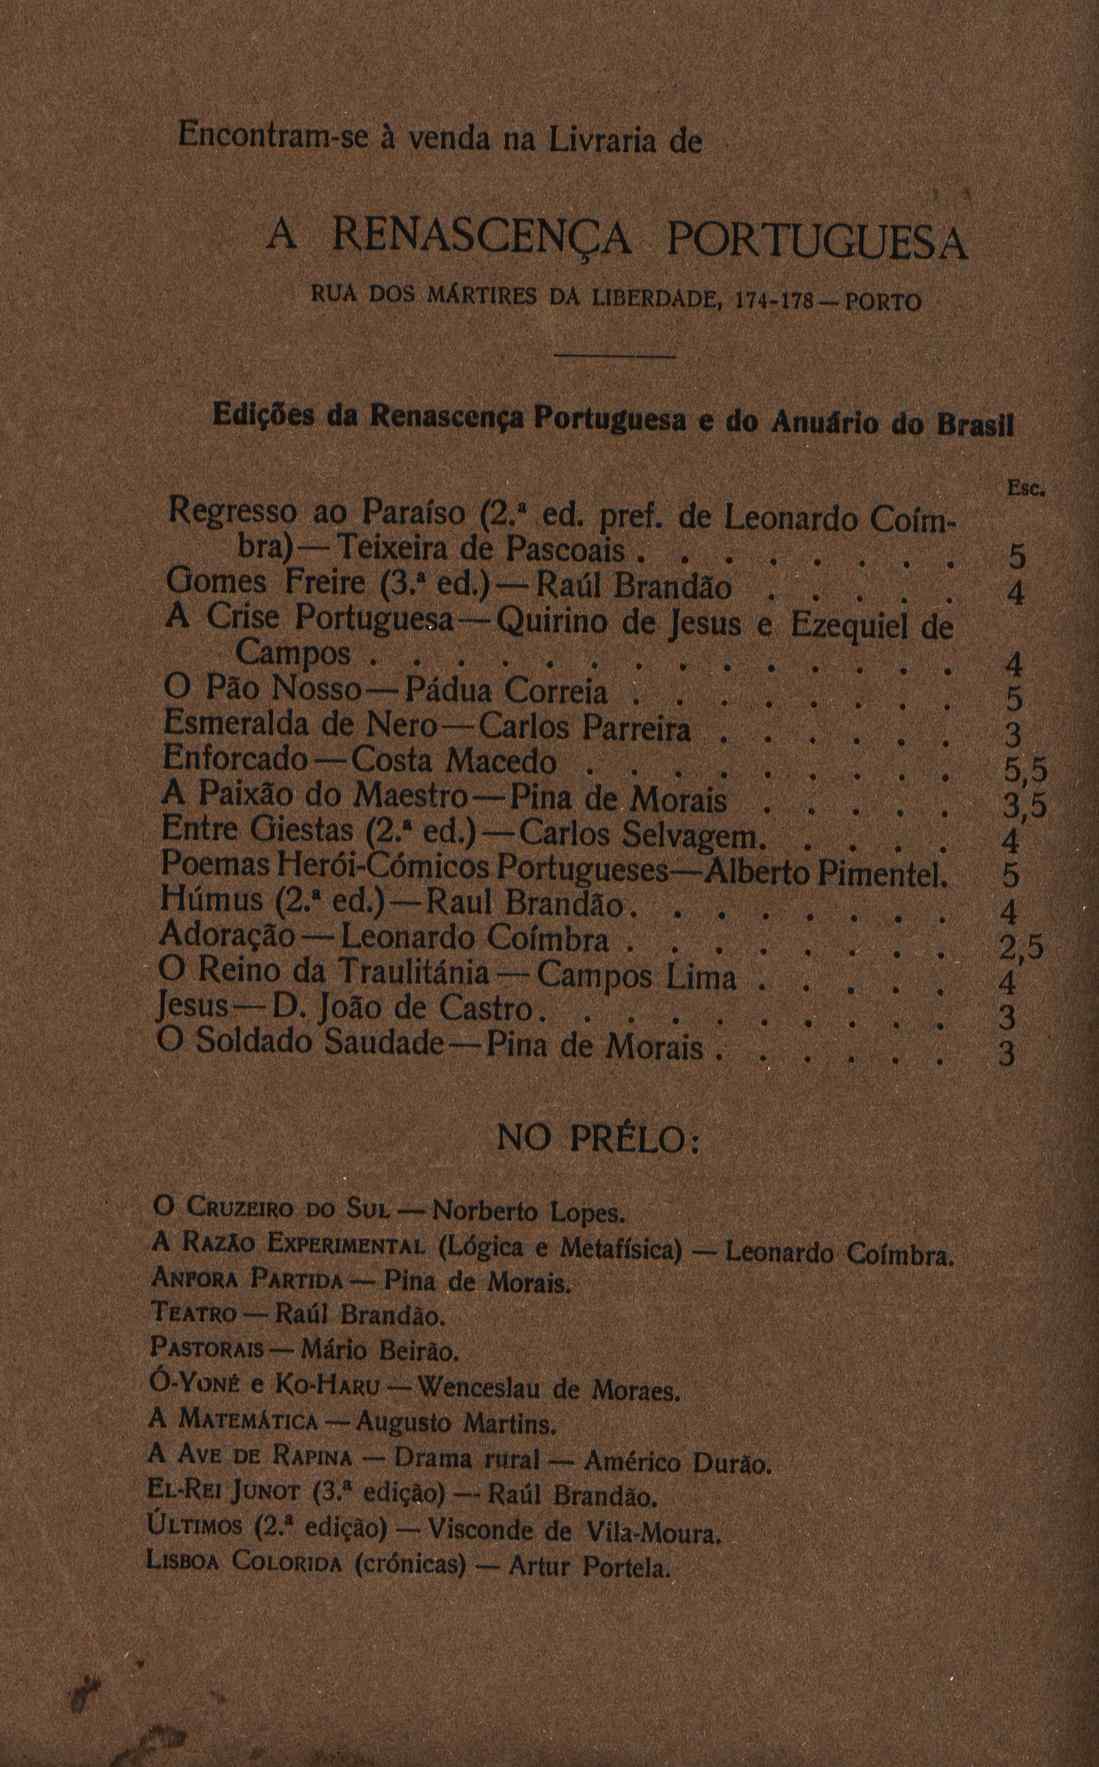 Encontram-se à venda na Livraria de
A RENASCENÇA PORTUGUESA
RUA DOS MÁRTIRES DA LIBERDADE, 174-178 — PORTO
Edições da Renascença Portuguesa e do Anuário do Brasil
Esc.
Regresso ao Paraíso (2.ª ed. pref. de Leonardo Coím-
bra) — Teixeira de Pascoais . . . . . . . . 5
Gomes Freire (3.ª ed.) — Raúl Brandão . . . . . 4
A Crise Portuguesa — Quirino de Jesus e Ezequiel de
Campos . . . . . . . . . . . . . . 4
O Pão Nosso — Pádua Correia . . . . . . . . 5
Esmeralda de Nero — Carlos Parreira . . . . . . 3
Enforcado — Costa Macedo . . . . . . . . . 5,5
A Paixão do Maestro — Pina de Morais . . . . . 3,5
Entre Giestas (2.ª ed.) — Carlos Selvagem. . . . . 4
Poemas Herói-Cómicos Portugueses — Alberto Pimentel. 5
Húmus (2.ª ed.) — Raul Brandão . . . . . . . . 4
Adoração — Leonardo Coímbra . . . . . . . . 2,5
O Reino da Traulitánia — Campos Lima . . . . . 4
Jesus — D. João de Castro . . . . . . . . . . 3
O Soldado Saudade — Pina de Morais . . . . . . 3
NO PRÉLO:
O CRUZEIRO DO SUL — Norberto Lopes.
A RAZÃO EXPERIMENTAL (Lógica e Metafísica) — Leonardo Coímbra.
ANFORA PARTIDA — Pina de Morais.
TEATRO — Raúl Brandão.
PASTORAIS — Mário Beirão.
Ó-YONÉ e KO-HARU — Wenceslau de Moraes.
A MATEMÁTICA — Augusto Martins.
A AVE DE RAPINA — Drama rural — Américo Durão.
EL-REI JUNOT (3.ª edição) — Raúl Brandão.
ÚLTIMOS (2.ª edição) — Visconde de Vila-Moura.
LISBOA COLORIDA (crónicas) — Artur Portela.